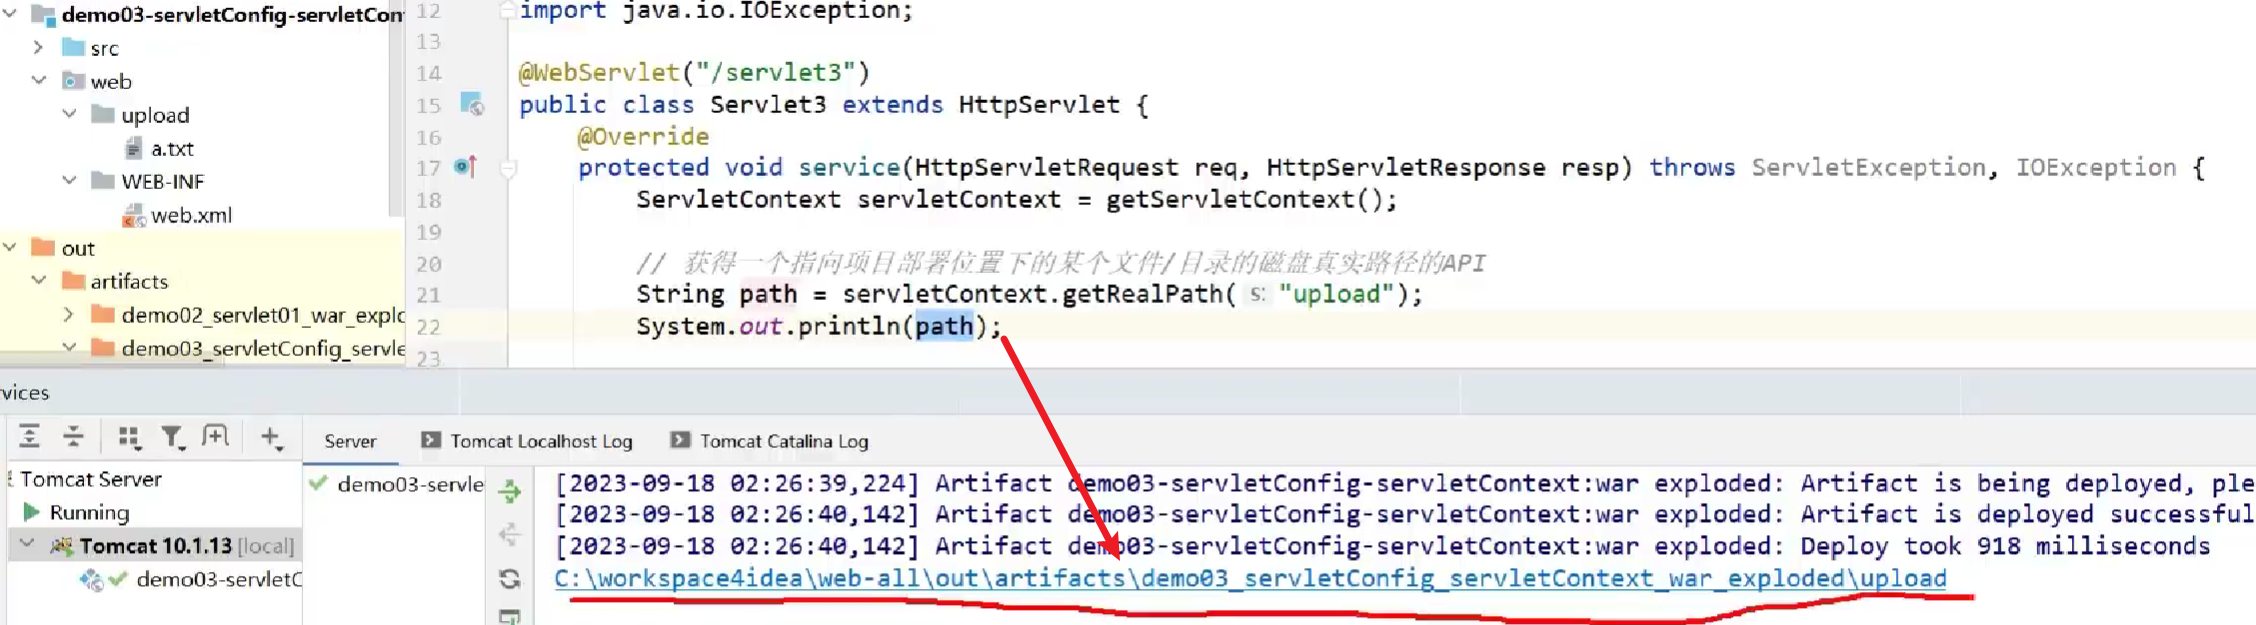 demo03-servletConfig-servletCon
src
web
upload
a.txt
WEB-INF
web.xml
out
artifacts
demo02_servlet01_war_explo
demo03_servletConfig_servle
12 import java.io.IOException;
13
14 @WebServlet("/servlet3")
15 public class Servlet3 extends HttpServlet {
16 @Override
17 protected void service(HttpServletRequest req, HttpServletResponse resp) throws ServletException, IOException {
18 ServletContext servletContext = getServletContext();
19
20 // 获得一个指向项目部署位置下的某个文件/目录的磁盘真实路径的API
21 String path = servletContext.getRealPath( s: "upload");
22 System.out.println(path);
23
vices
Server
Tomcat Localhost Log
Tomcat Catalina Log
Tomcat Server
Running
Tomcat 10.1.13 [local]
demo03-servletC
demo03-servle
[2023-09-18 02:26:39,224] Artifact demo03-servletConfig-servletContext:war exploded: Artifact is being deployed, ple
[2023-09-18 02:26:40,142] Artifact demo03-servletConfig-servletContext:war exploded: Artifact is deployed successful
[2023-09-18 02:26:40,142] Artifact demo03-servletConfig-servletContext:war exploded: Deploy took 918 milliseconds
C:\workspace4idea\web-all\out\artifacts\demo03_servletConfig_servletContext_war_exploded\upload